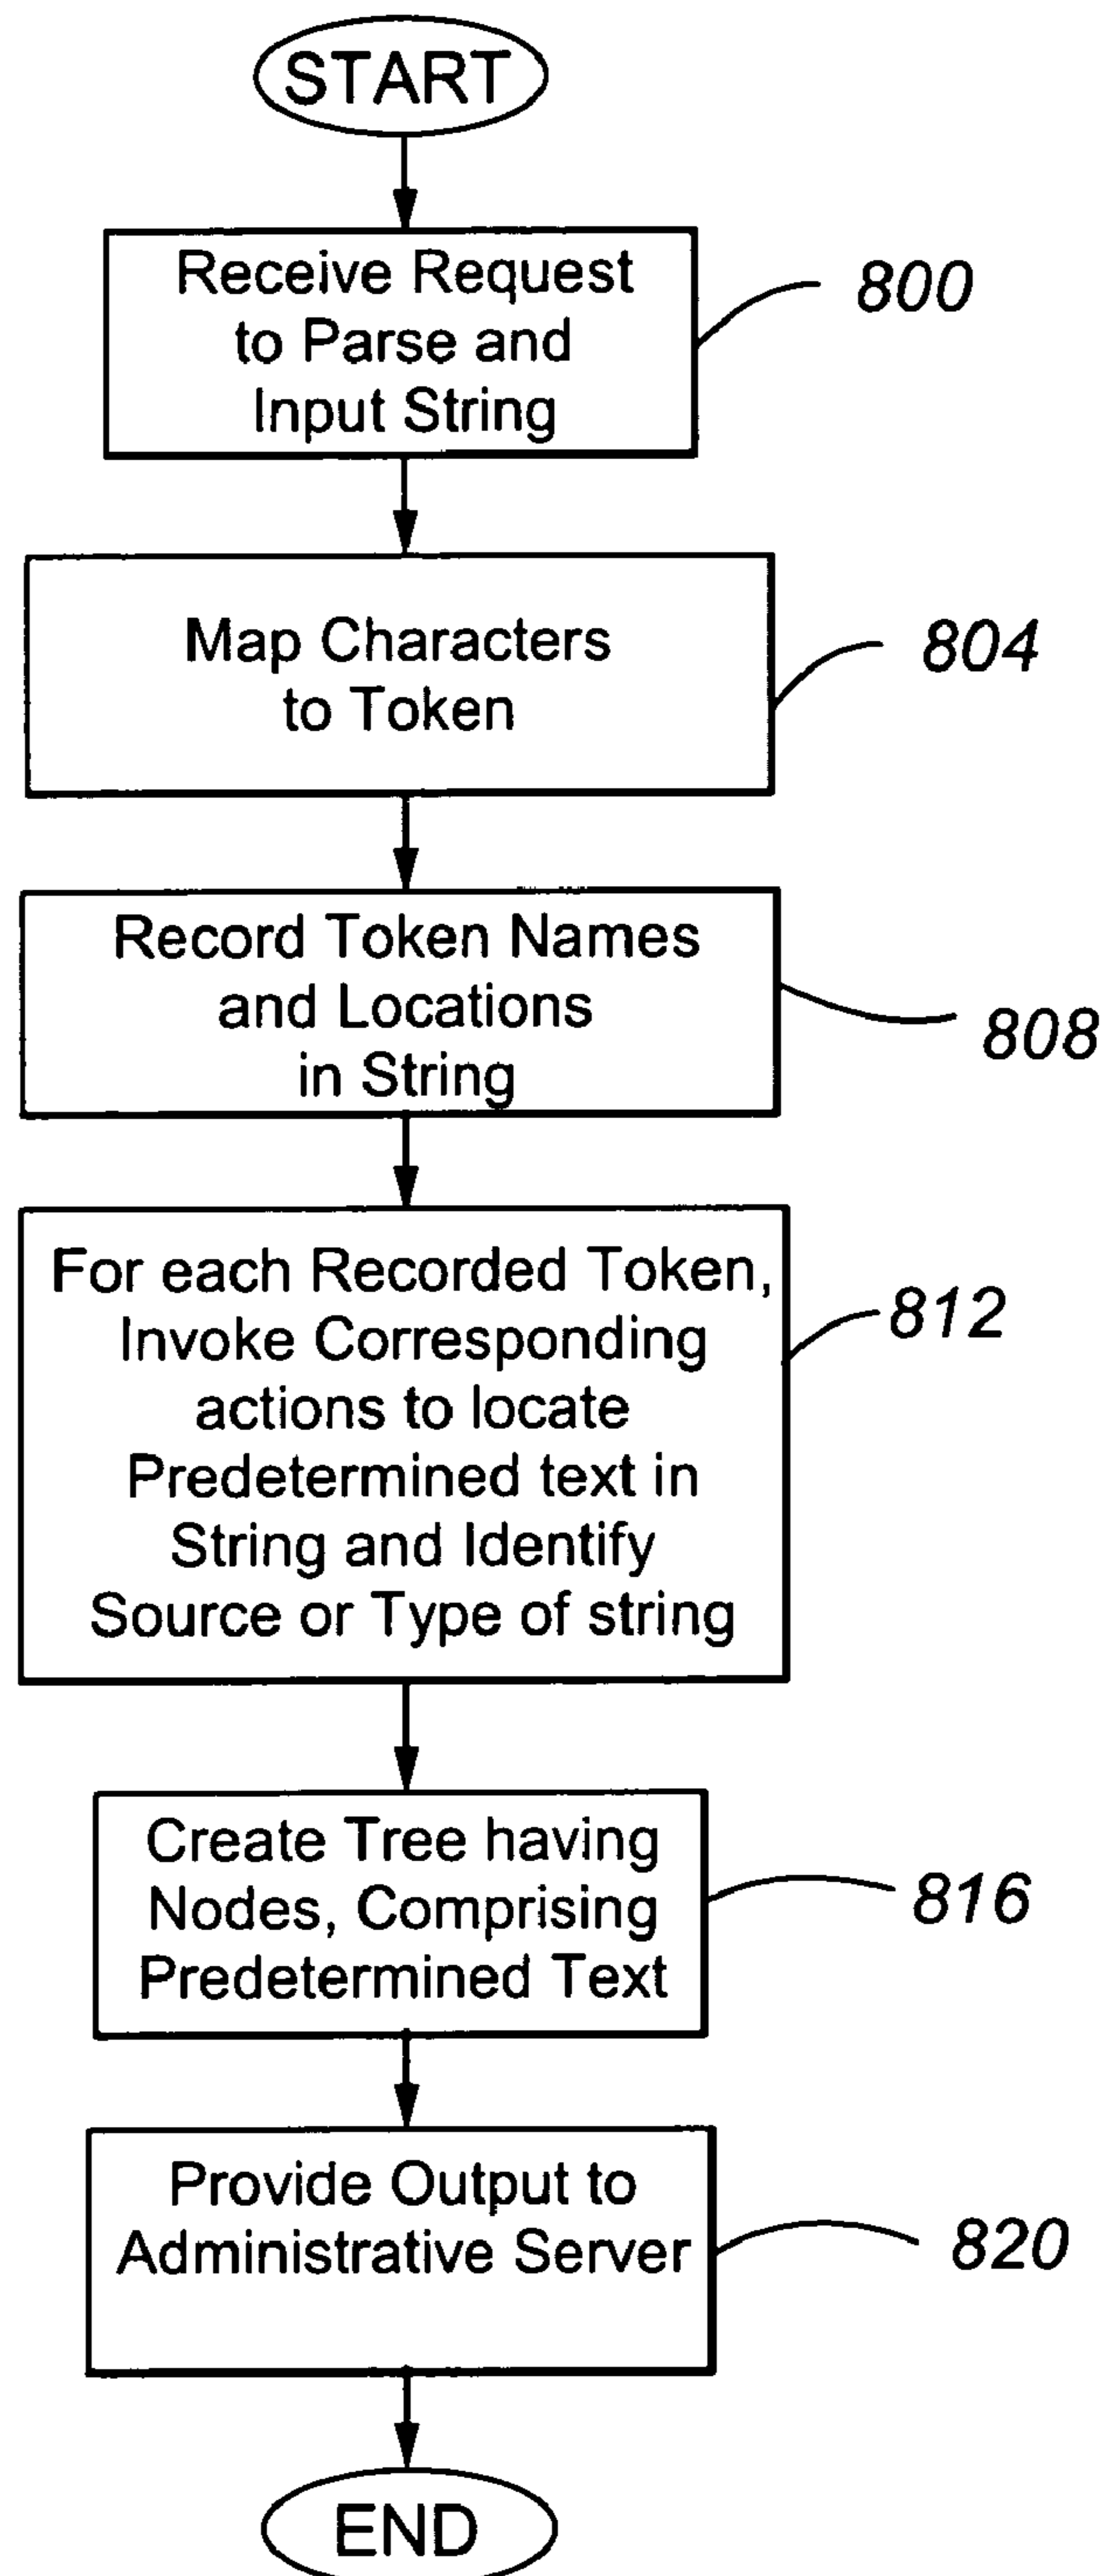 START
Receive Request
to Parse and
Input String
800
Map Characters
to Token
804
Record Token Names
and Locations
in String
808
For each Recorded Token,
Invoke Corresponding
actions to locate
Predetermined text in
String and Identify
Source or Type of string
812
Create Tree having
Nodes, Comprising
Predetermined Text
816
Provide Output to
Administrative Server
820
END